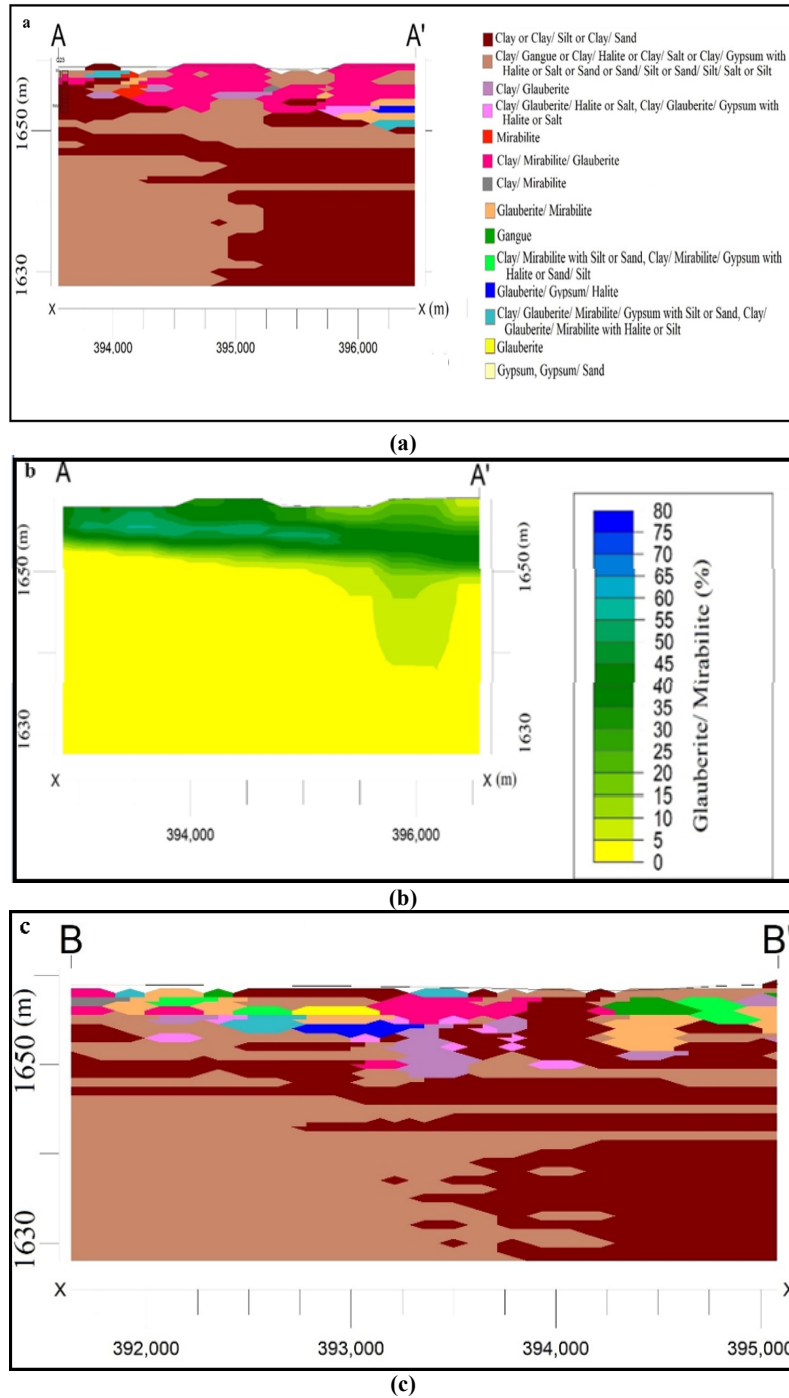 a
A A'
1650 (m)
1630
X X (m)
394,000 395,000 396,000
Clay or Clay/ Silt or Clay/ Sand
Clay/ Gangue or Clay/ Halite or Clay/ Salt or Clay/ Gypsum with
Halite or Salt or Sand or Sand/ Silt or Sand/ Silt/ Salt or Silt
Clay/ Glauberite
Clay/ Glauberite/ Halite or Salt, Clay/ Glauberite/ Gypsum with
Halite or Salt
Mirabilite
Clay/ Mirabilite/ Glauberite
Clay/ Mirabilite
Glauberite/ Mirabilite
Gangue
Clay/ Mirabilite with Silt or Sand, Clay/ Mirabilite/ Gypsum with
Halite or Sand/ Silt
Glauberite/ Gypsum/ Halite
Clay/ Glauberite/ Mirabilite/ Gypsum with Silt or Sand, Clay/
Glauberite/ Mirabilite with Halite or Silt
Glauberite
Gypsum, Gypsum/ Sand
(a)
b
A A'
1650 (m) 1650 (m)
1630 1630
X X (m)
394,000 396,000
80
75
70
65
60
55
50
45
40
35
30
25
20
15
10
5
0
Glauberite/ Mirabilite (%)
(b)
c
B B'
1650 (m)
1630
X X
392,000 393,000 394,000 395,000
(c)